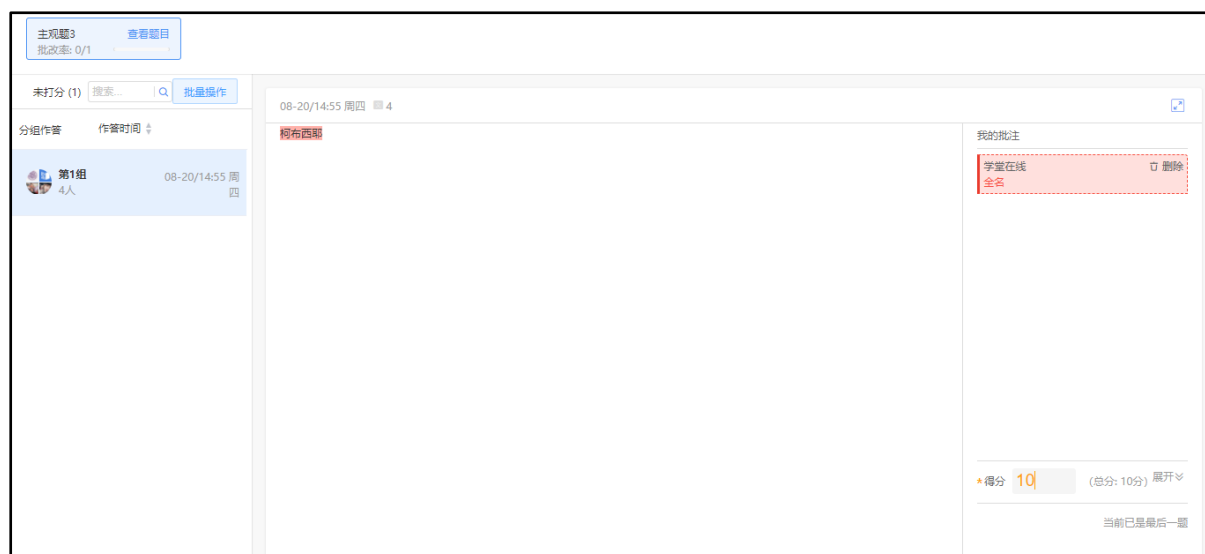 主观题3 查看题目
批改率: 0/1
未打分 (1) 搜索... 批量操作
分组作答 作答时间
第1组 08-20/14:55 周
4人 四
08-20/14:55 周四 4
柯布西耶
我的批注
学堂在线 删除
全名
*得分 10 (总分: 10分) 展开
当前已是最后一题